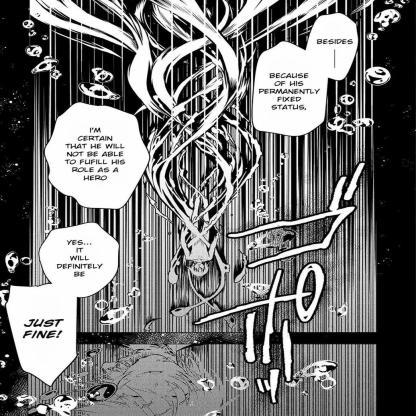 BESIDES
—
BECAUSE
OF HIS
PERMANENTLY
FIXED
STATUS,
I'M
CERTAIN
THAT HE WILL
NOT BE ABLE
TO FUFILL HIS
ROLE AS A
HERO
YES...
IT
WILL
DEFINITELY
BE
JUST
FINE!